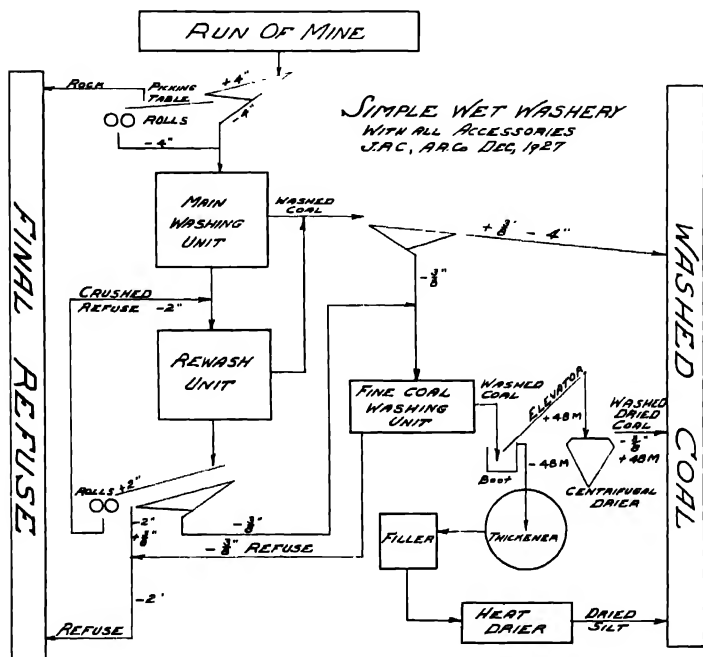 RUN OF MINE
ROCK
PICKING
TABLE
+4"
-4"
ROLLS
-4"
SIMPLE WET WASHERY
WITH ALL ACCESSORIES
J.R.C, A.R.Co DEC, 1927
FINAL REFUSE
WASHED COAL
MAIN
WASHING
UNIT
WASHED
COAL
+3/8" -4"
-3/8"
CRUSHED
REFUSE -2"
REWASH
UNIT
FINE COAL
WASHING
UNIT
WASHED
COAL
ELEVATOR
+48M
-48M
BOOT
WASHED
DRIED
COAL
-3/8"
+48M
CENTRIFUGAL
DRIER
ROLLS
+2"
-2"
+3/8"
-3/8"
-3/8" REFUSE
THICKENER
FILLER
-2'
REFUSE
HEAT
DRIER
DRIED
SILT